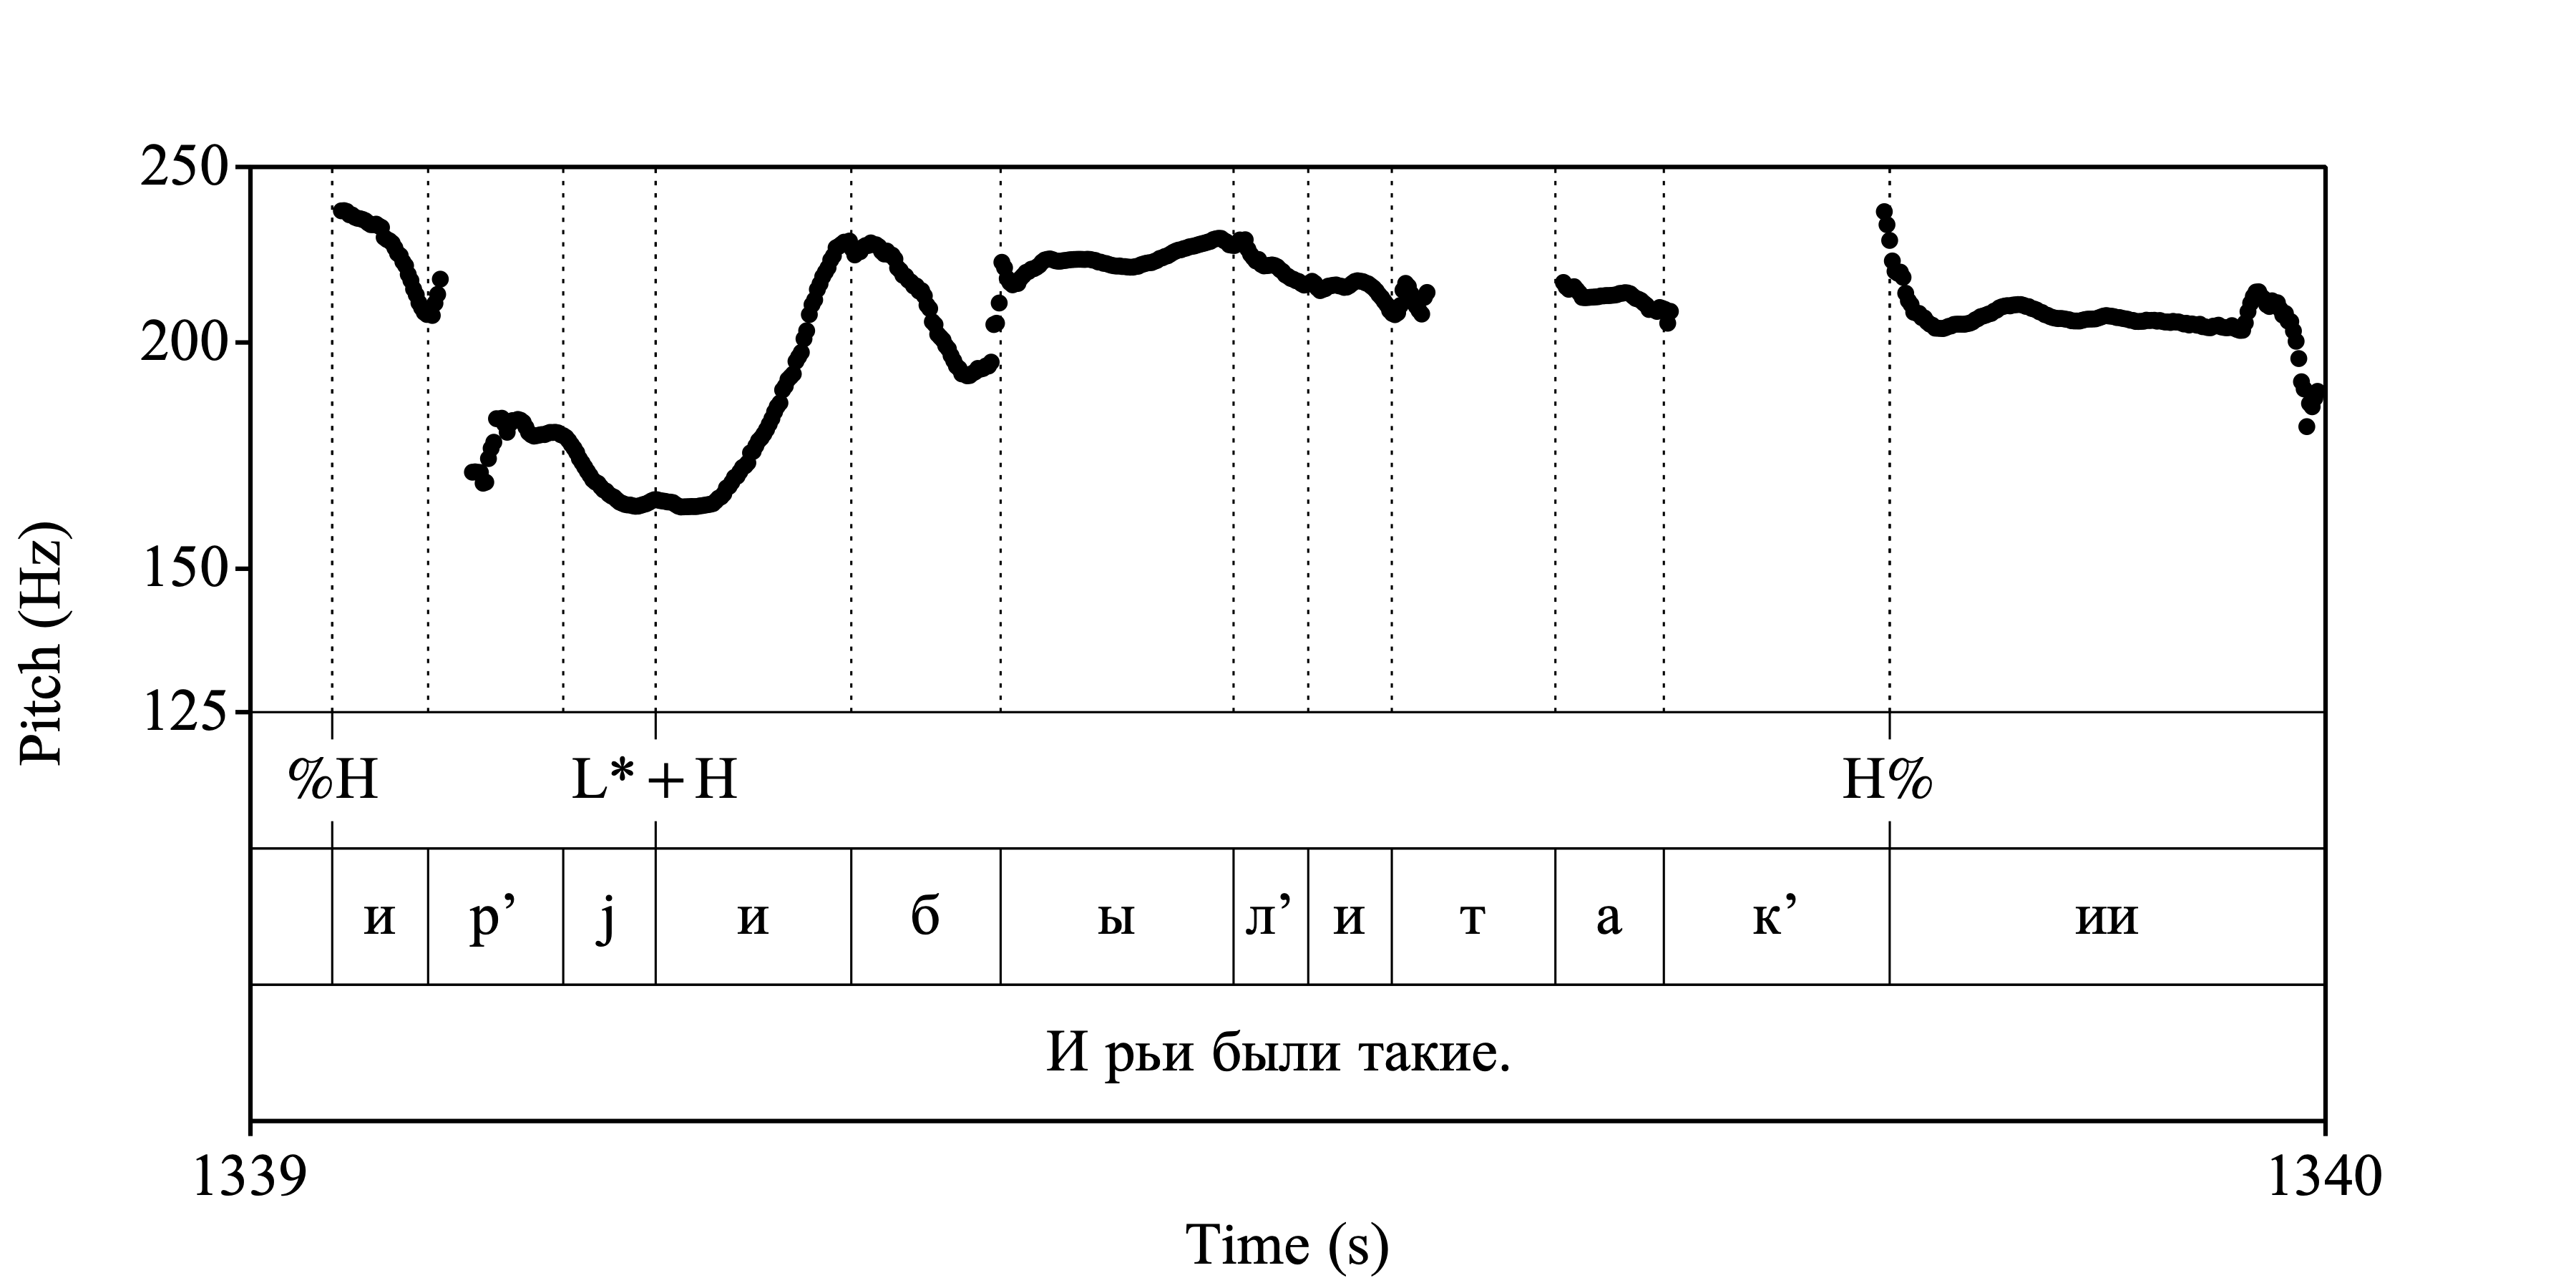 250
200
150
125
Pitch (Hz)
%H L*+H H%
и р’ j и б ы л’ и т а к’ ии
И рьи были такие.
1339 1340
Time (s)